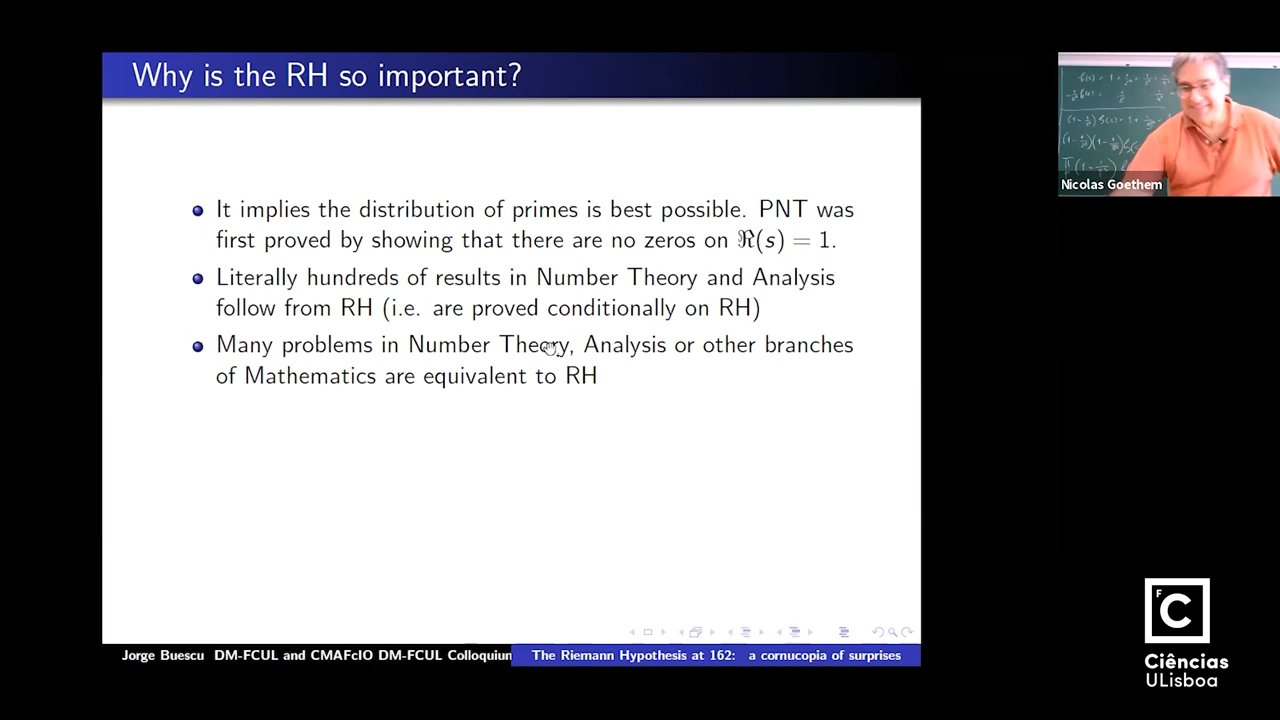 Why is the RH so important?
It implies the distribution of primes is best possible. PNT was
first proved by showing that there are no zeros on ℜ(s) = 1.
Literally hundreds of results in Number Theory and Analysis
follow from RH (i.e. are proved conditionally on RH)
Many problems in Number Theory, Analysis or other branches
of Mathematics are equivalent to RH
Jorge Buescu DM-FCUL and CMAFcIO DM-FCUL Colloquium
The Riemann Hypothesis at 162: a cornucopia of surprises
Nicolas Goethem
F
C
Ciências
ULisboa